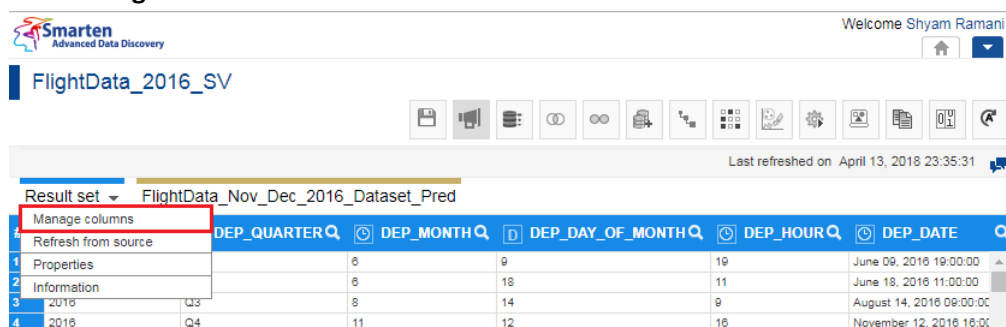 Smarten
Advanced Data Discovery
Welcome Shyam Ramani
FlightData_2016_SV
Last refreshed on April 13, 2018 23:35:31
Result set FlightData_Nov_Dec_2016_Dataset_Pred
Manage columns
Refresh from source
Properties
Information
# DEP_QUARTER DEP_MONTH D DEP_DAY_OF_MONTH DEP_HOUR DEP_DATE
1 6 9 19 June 09, 2016 19:00:00
2 6 18 11 June 18, 2016 11:00:00
3 2016 Q3 8 14 9 August 14, 2016 09:00:00
4 2016 Q4 11 12 16 November 12, 2016 16:00